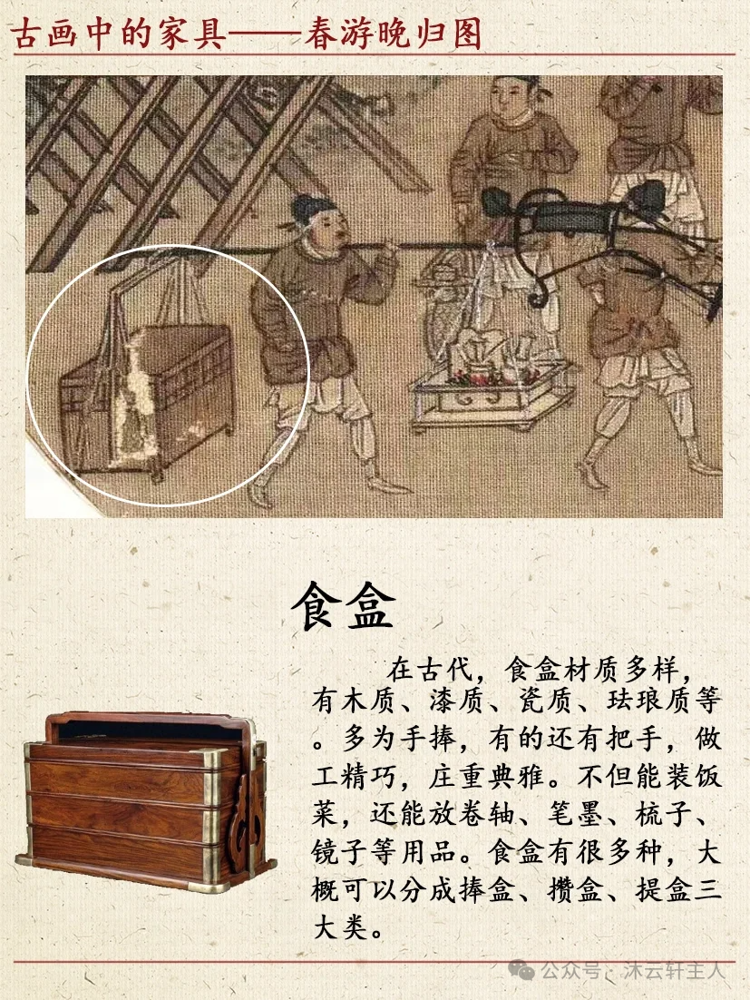 古画中的家具——春游晚归图
食盒
在古代，食盒材质多样，
有木质、漆质、瓷质、珐琅质等
。多为手捧，有的还有把手，做
工精巧，庄重典雅。不但能装饭
菜，还能放卷轴、笔墨、梳子、
镜子等用品。食盒有很多种，大
概可以分成捧盒、攒盒、提盒三
大类。
公众号·沐云轩主人